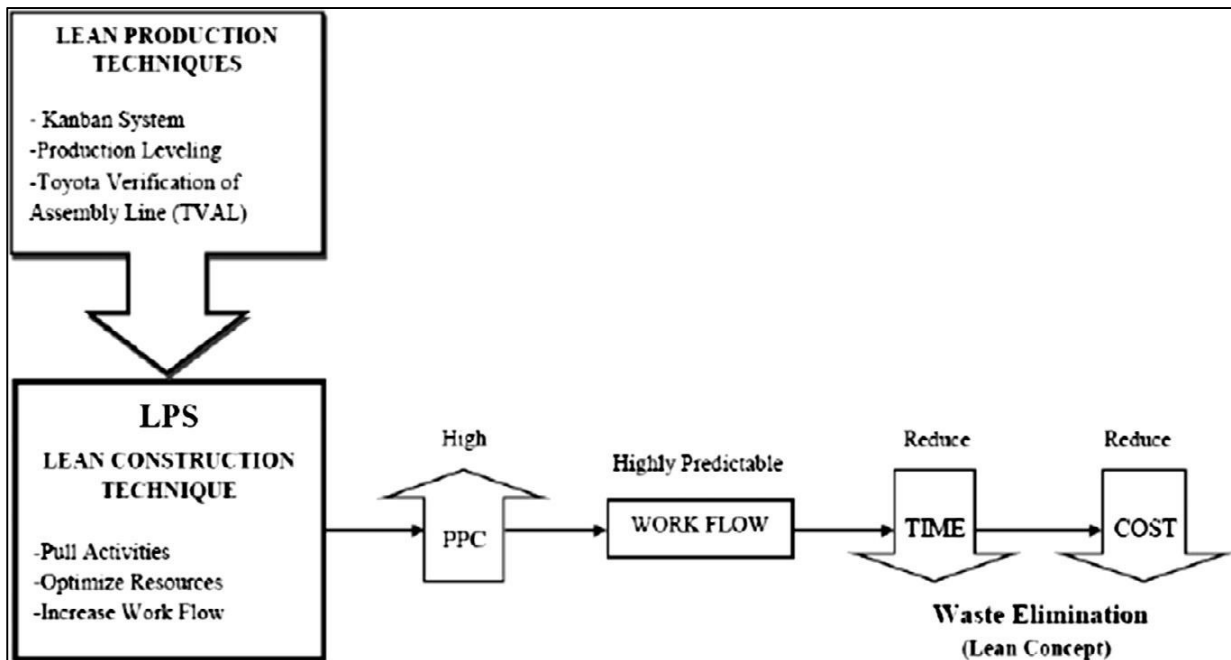 LEAN PRODUCTION
TECHNIQUES
- Kanban System
-Production Leveling
-Toyota Verification of
Assembly Line (TVAL)
LPS
LEAN CONSTRUCTION
TECHNIQUE
-Pull Activities
-Optimize Resources
-Increase Work Flow
High
PPC
Highly Predictable
WORK FLOW
Reduce
TIME
Reduce
COST
Waste Elimination
(Lean Concept)